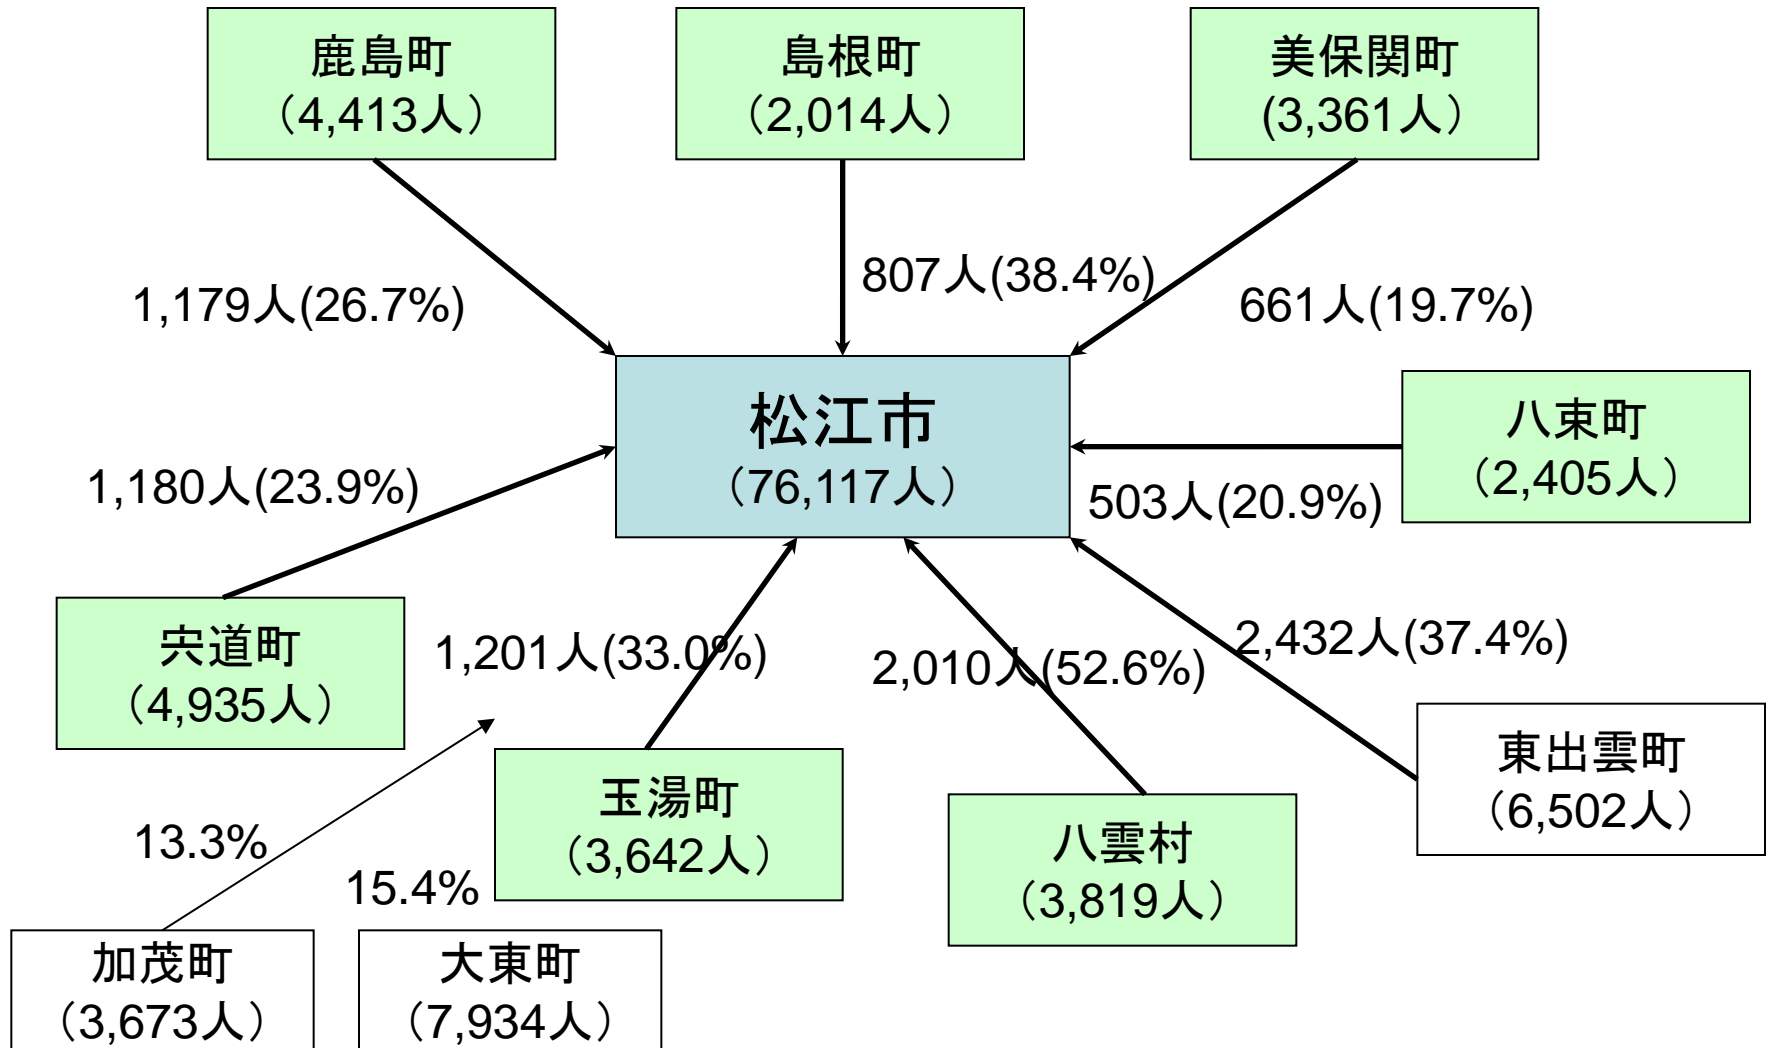 鹿島町
（4,413人）
島根町
（2,014人）
美保関町
(3,361人）
1,179人(26.7%)
807人(38.4%)
661人(19.7%)
松江市
（76,117人）
八束町
（2,405人）
1,180人(23.9%)
503人(20.9%)
宍道町
（4,935人）
1,201人(33.0%)
2,010人(52.6%)
2,432人(37.4%)
東出雲町
（6,502人）
玉湯町
（3,642人）
八雲村
（3,819人）
13.3%
15.4%
加茂町
（3,673人）
大東町
（7,934人）